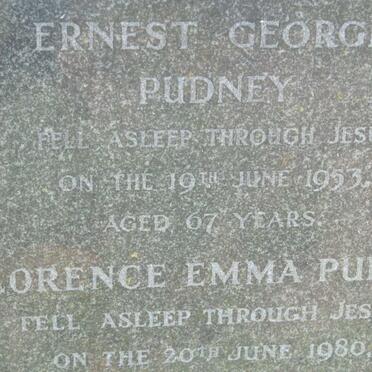 ERNEST GEORGE
PUDNEY
FELL ASLEEP THROUGH JESU
ON THE 19TH JUNE 1953.
AGED 67 YEARS.
LORENCE EMMA PUD
FELL ASLEEP THROUGH JES
ON THE 20TH JUNE 1980.